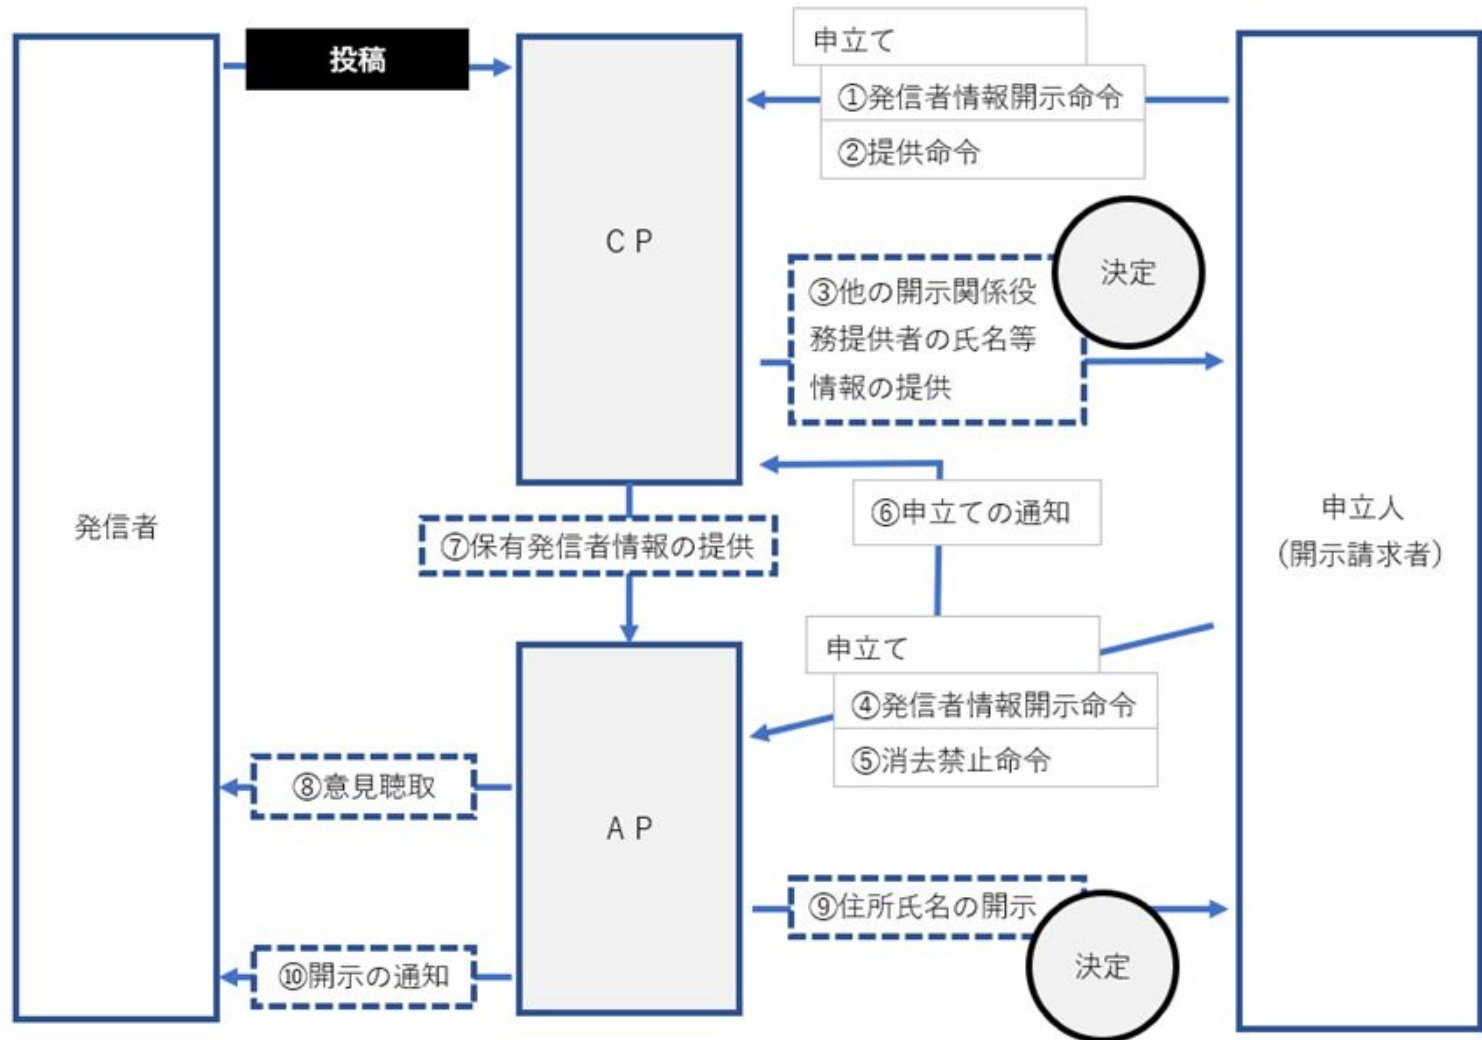 投稿
申立て
①発信者情報開示命令
②提供命令
CP
決定
③他の開示関係役
務提供者の氏名等
情報の提供
発信者
⑥申立ての通知
申立人
(開示請求者)
⑦保有発信者情報の提供
申立て
④発信者情報開示命令
⑤消去禁止命令
⑧意見聴取
AP
⑨住所氏名の開示
決定
⑩開示の通知